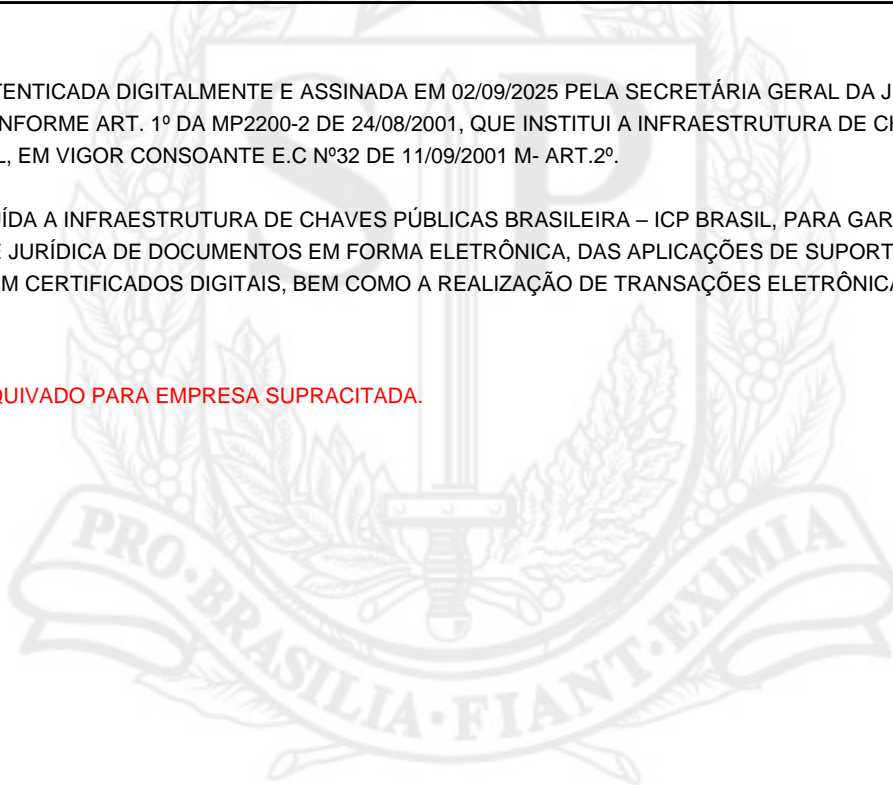 TENTICADA DIGITALMENTE E ASSINADA EM 02/09/2025 PELA SECRETÁRIA GERAL DA J
NFORME ART. 1º DA MP2200-2 DE 24/08/2001, QUE INSTITUI A INFRAESTRUTURA DE CH
L, EM VIGOR CONSOANTE E.C Nº32 DE 11/09/2001 M- ART.2º.
ÍDA A INFRAESTRUTURA DE CHAVES PÚBLICAS BRASILEIRA – ICP BRASIL, PARA GAR
E JURÍDICA DE DOCUMENTOS EM FORMA ELETRÔNICA, DAS APLICAÇÕES DE SUPORT
M CERTIFICADOS DIGITAIS, BEM COMO A REALIZAÇÃO DE TRANSAÇÕES ELETRÔNICA
QUIVADO PARA EMPRESA SUPRACITADA.
SP
PRO·BRASILIA·FIANT·EXIMIA